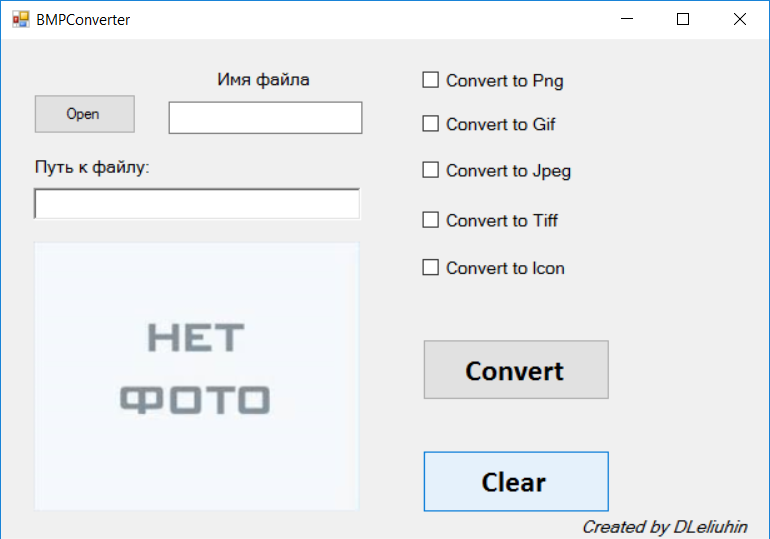 BMPConverter
Имя файла
Open
Путь к файлу:
НЕТ
ФОТО
Convert to Png
Convert to Gif
Convert to Jpeg
Convert to Tiff
Convert to Icon
Convert
Clear
Created by DLeliuhin